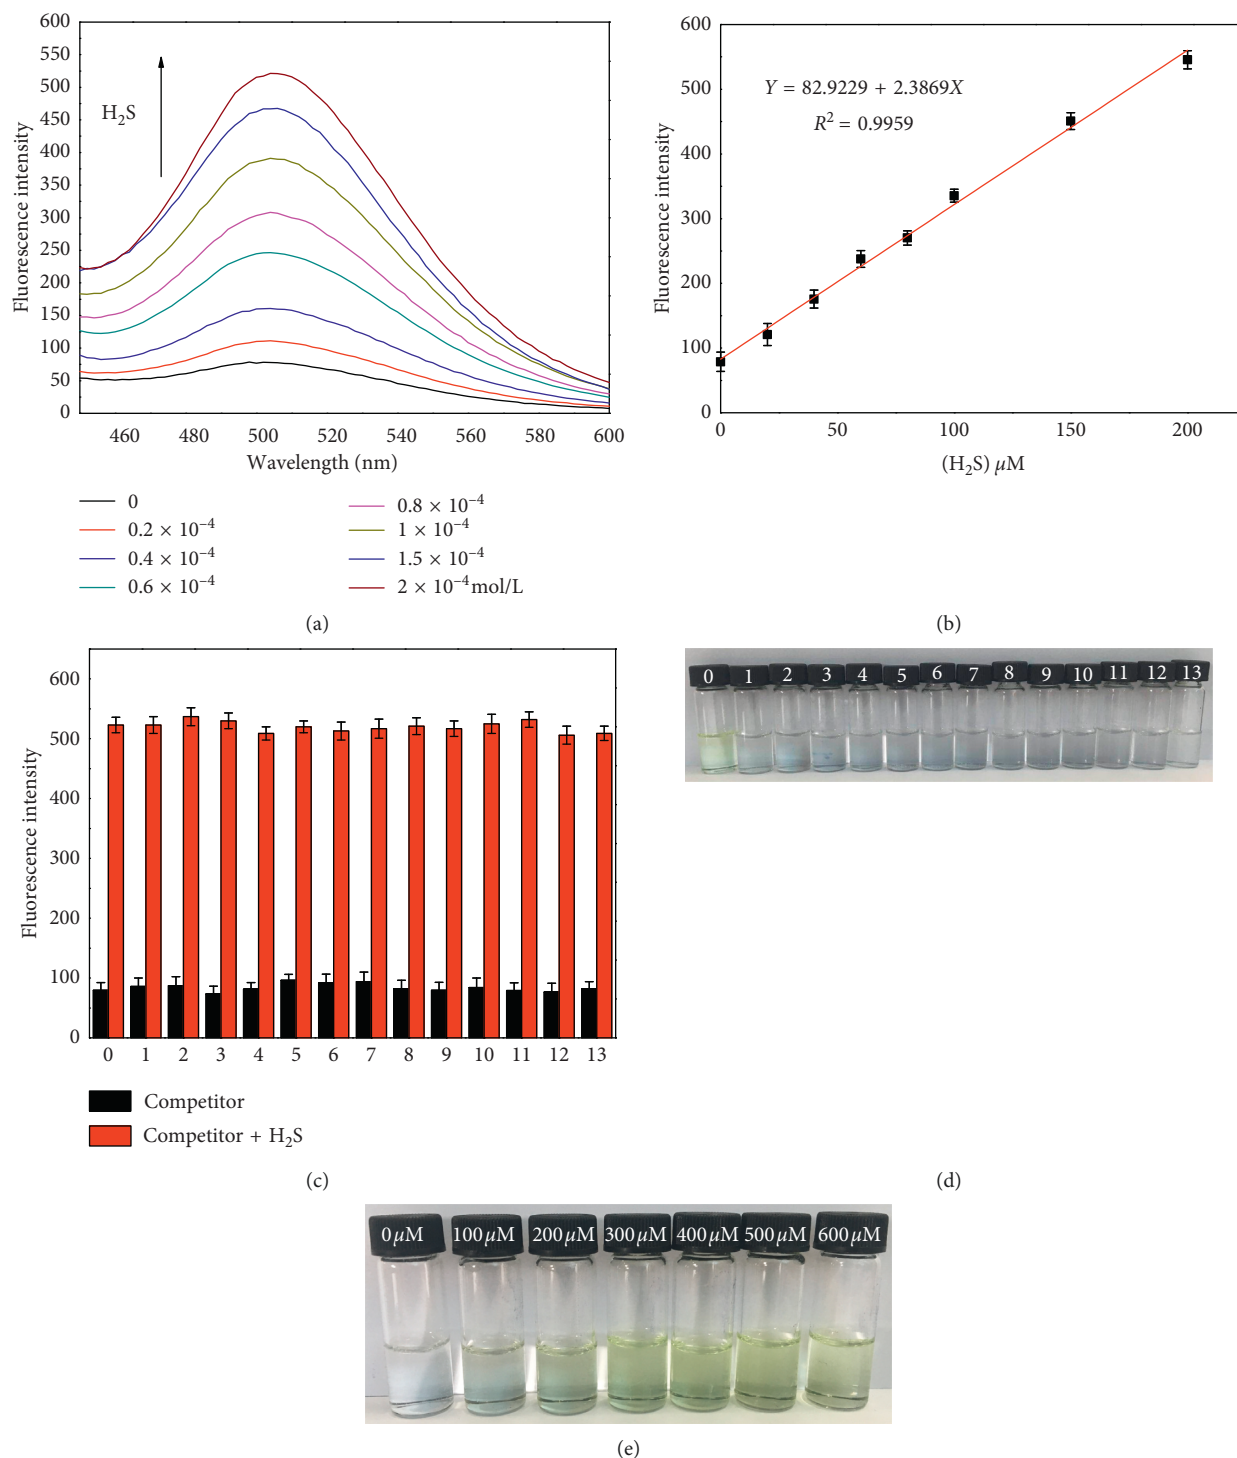 600
550
500
450
400
350
300
250
200
150
100
50
0
Fluorescence intensity
H₂S
460 480 500 520 540 560 580 600
Wavelength (nm)
0
0.2 × 10⁻⁴
0.4 × 10⁻⁴
0.6 × 10⁻⁴
0.8 × 10⁻⁴
1 × 10⁻⁴
1.5 × 10⁻⁴
2 × 10⁻⁴ mol/L
(a)
600
500
400
300
200
100
0
Fluorescence intensity
Y = 82.9229 + 2.3869X
R² = 0.9959
0 50 100 150 200
(H₂S) μM
(b)
600
500
400
300
200
100
0
Fluorescence intensity
0 1 2 3 4 5 6 7 8 9 10 11 12 13
Competitor
Competitor + H₂S
(c)
0 1 2 3 4 5 6 7 8 9 10 11 12 13
(d)
0 μM 100 μM 200 μM 300 μM 400 μM 500 μM 600 μM
(e)